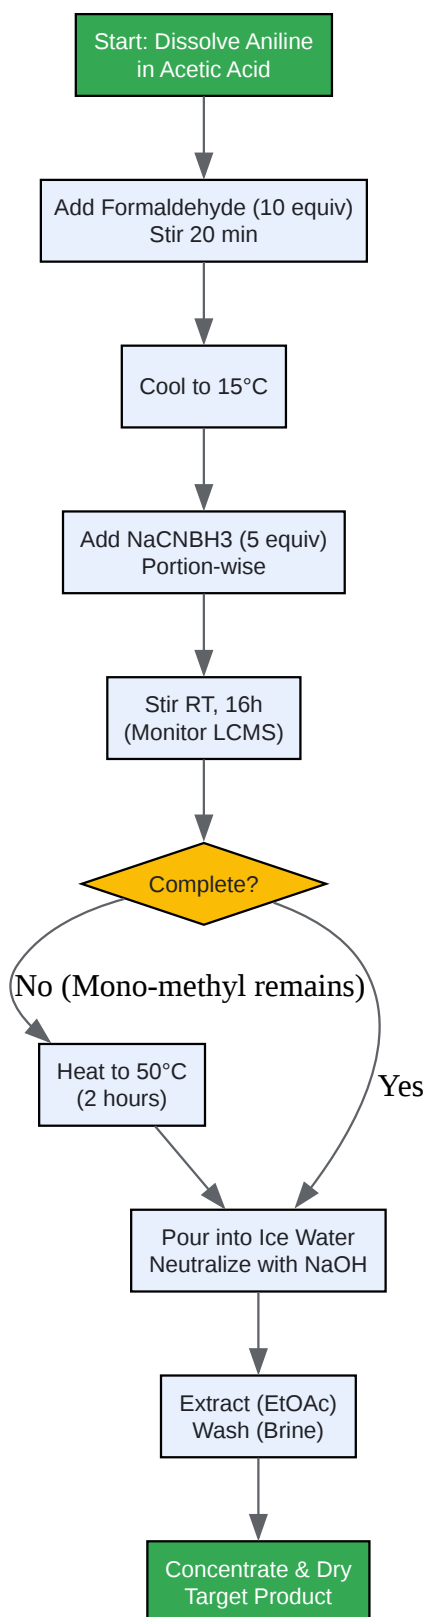 Start: Dissolve Aniline
in Acetic Acid
Add Formaldehyde (10 equiv)
Stir 20 min
Cool to 15°C
Add NaCNBH3 (5 equiv)
Portion-wise
Stir RT, 16h
(Monitor LCMS)
Complete?
No (Mono-methyl remains)
Heat to 50°C
(2 hours)
Yes
Pour into Ice Water
Neutralize with NaOH
Extract (EtOAc)
Wash (Brine)
Concentrate & Dry
Target Product